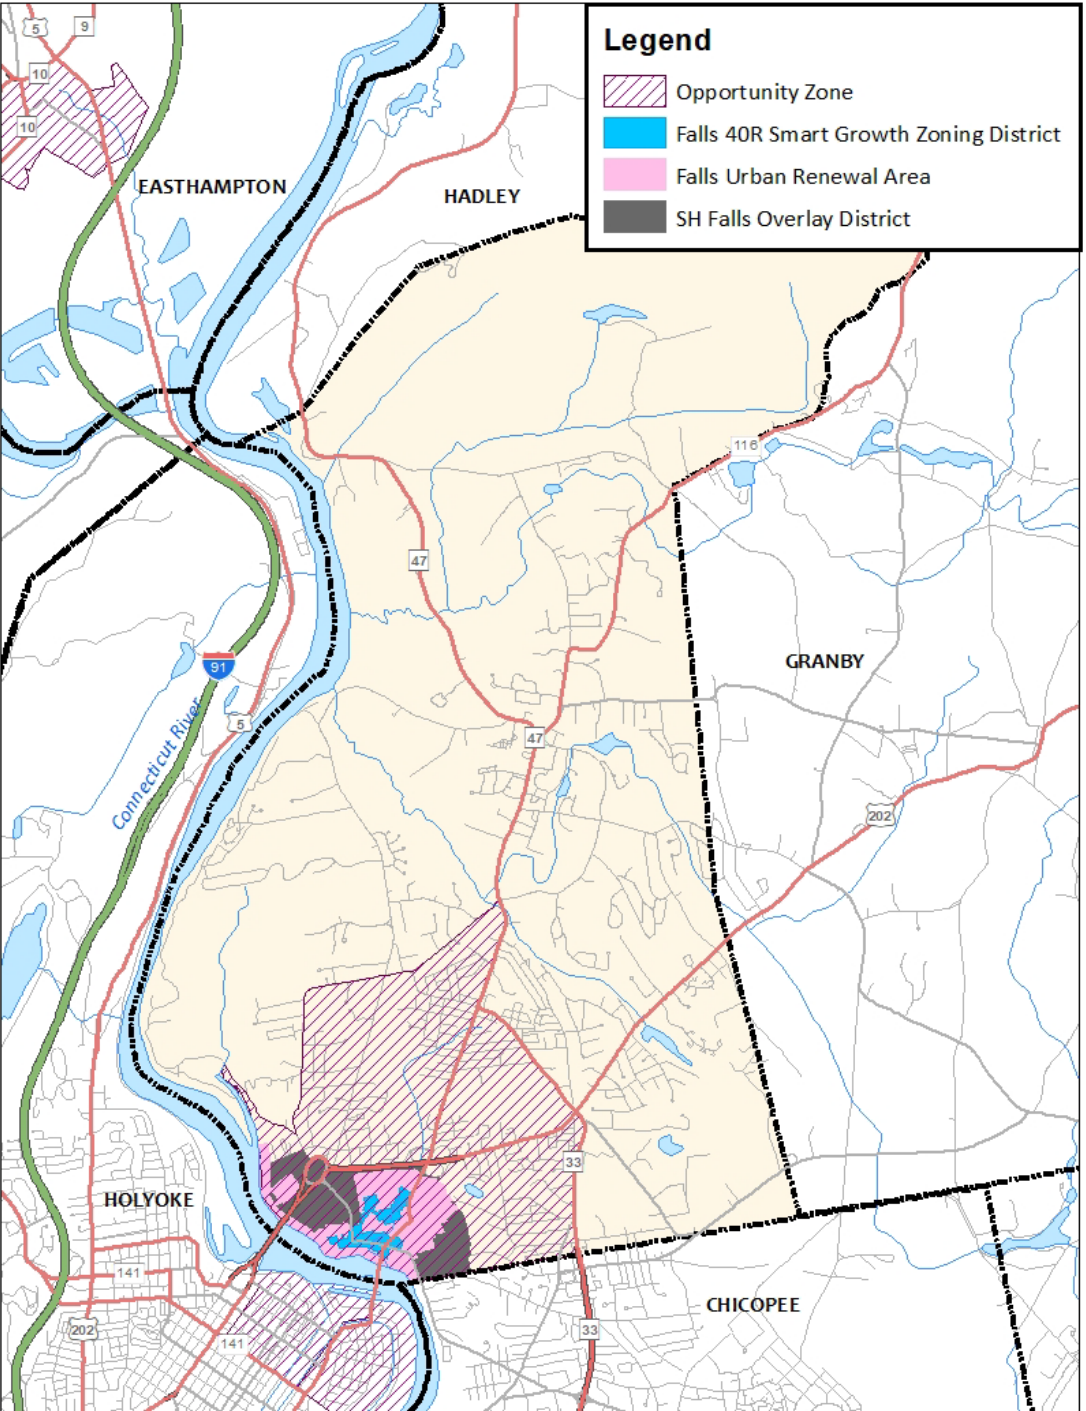 5
9
10
10
Legend
Opportunity Zone
Falls 40R Smart Growth Zoning District
Falls Urban Renewal Area
SH Falls Overlay District
EASTHAMPTON
HADLEY
116
47
GRANBY
91
5
47
Connecticut River
202
33
HOLYOKE
141
CHICOPEE
202
141
33